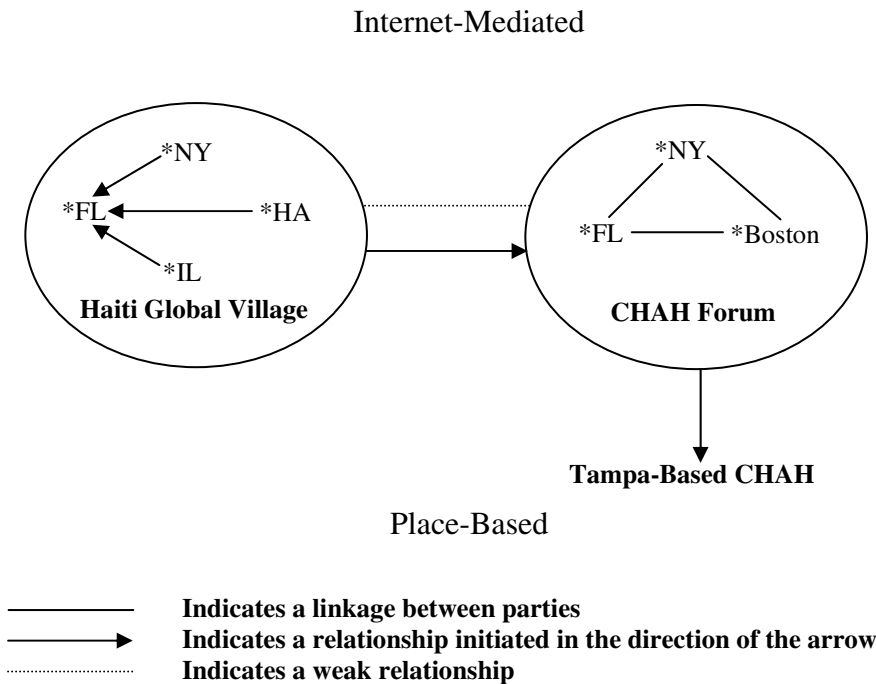 Internet-Mediated
*NY
*FL
*HA
*IL
Haiti Global Village
*NY
*FL
*Boston
CHAH Forum
Tampa-Based CHAH
Place-Based
Indicates a linkage between parties
Indicates a relationship initiated in the direction of the arrow
Indicates a weak relationship